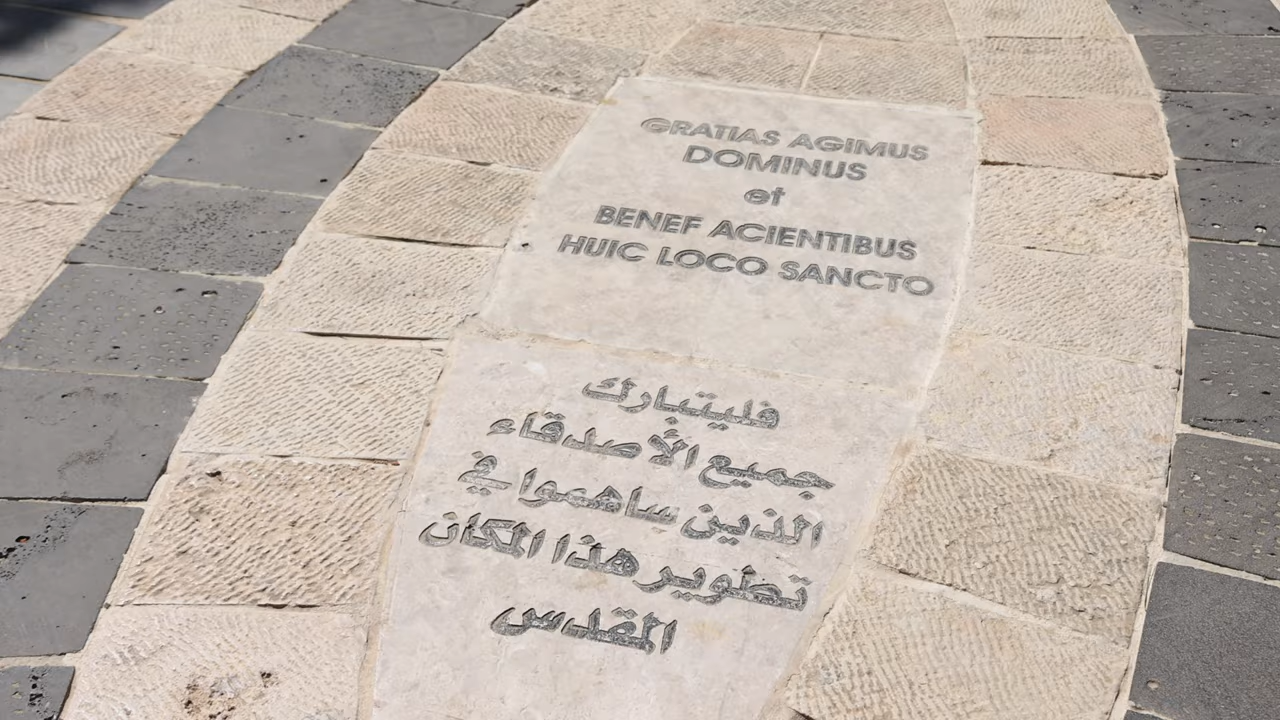 GRATIAS AGIMUS
DOMINUS
et
BENEF ACIENTIBUS
HUIC LOCO SANCTO
فليتبارك
جميع الأصدقاء
الذين ساهموا في
تطوير هذا المكان
المقدس